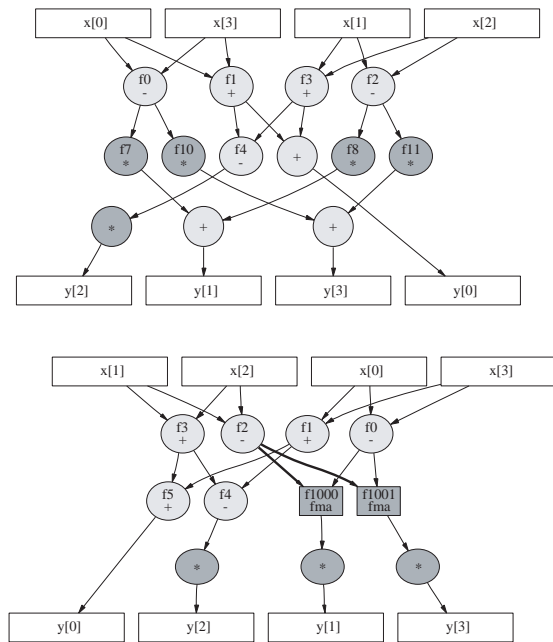 x[0] x[3] x[1] x[2]
f0 f1 f3 f2
- + + -
f7 f10 f4 + f8 f11
* * - * *
* + +
y[2] y[1] y[3] y[0]
x[1] x[2] x[0] x[3]
f3 f2 f1 f0
+ - + -
f5 f4 f1000 f1001
+ - fma fma
* * *
y[0] y[2] y[1] y[3]